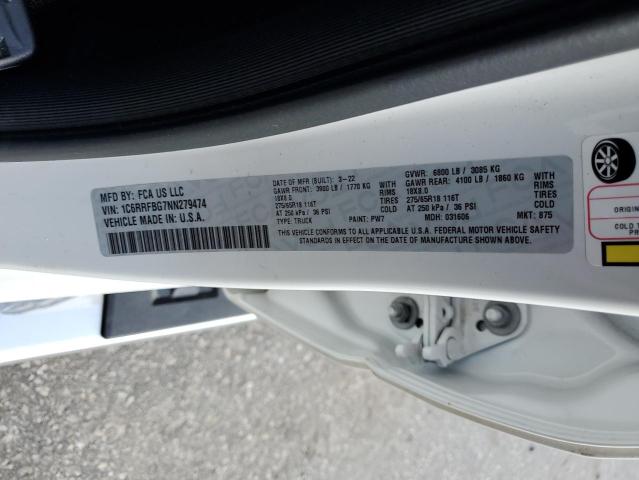 MFD BY: FCA US LLC
VIN: 1C6RRFBG7NN279474
VEHICLE MADE IN: U.S.A.
DATE OF MFR (BUILT): 3-22
GAWR FRONT: 3900 LB / 1770 KG WITH
18X8.0 RIMS
275/65R18 116T TIRES
AT 250 kPa / 36 PSI COLD
TYPE: TRUCK PAINT: PW7
GVWR: 6800 LB / 3085 KG
GAWR REAR: 4100 LB / 1860 KG WITH
18X8.0 RIMS
275/65R18 116T TIRES
AT 250 kPa / 36 PSI COLD
MDH: 031606 MKT: 875
THIS VEHICLE CONFORMS TO ALL APPLICABLE U.S.A. FEDERAL MOTOR VEHICLE SAFETY
STANDARDS IN EFFECT ON THE DATE OF MANUFACTURE SHOWN ABOVE.
COLD